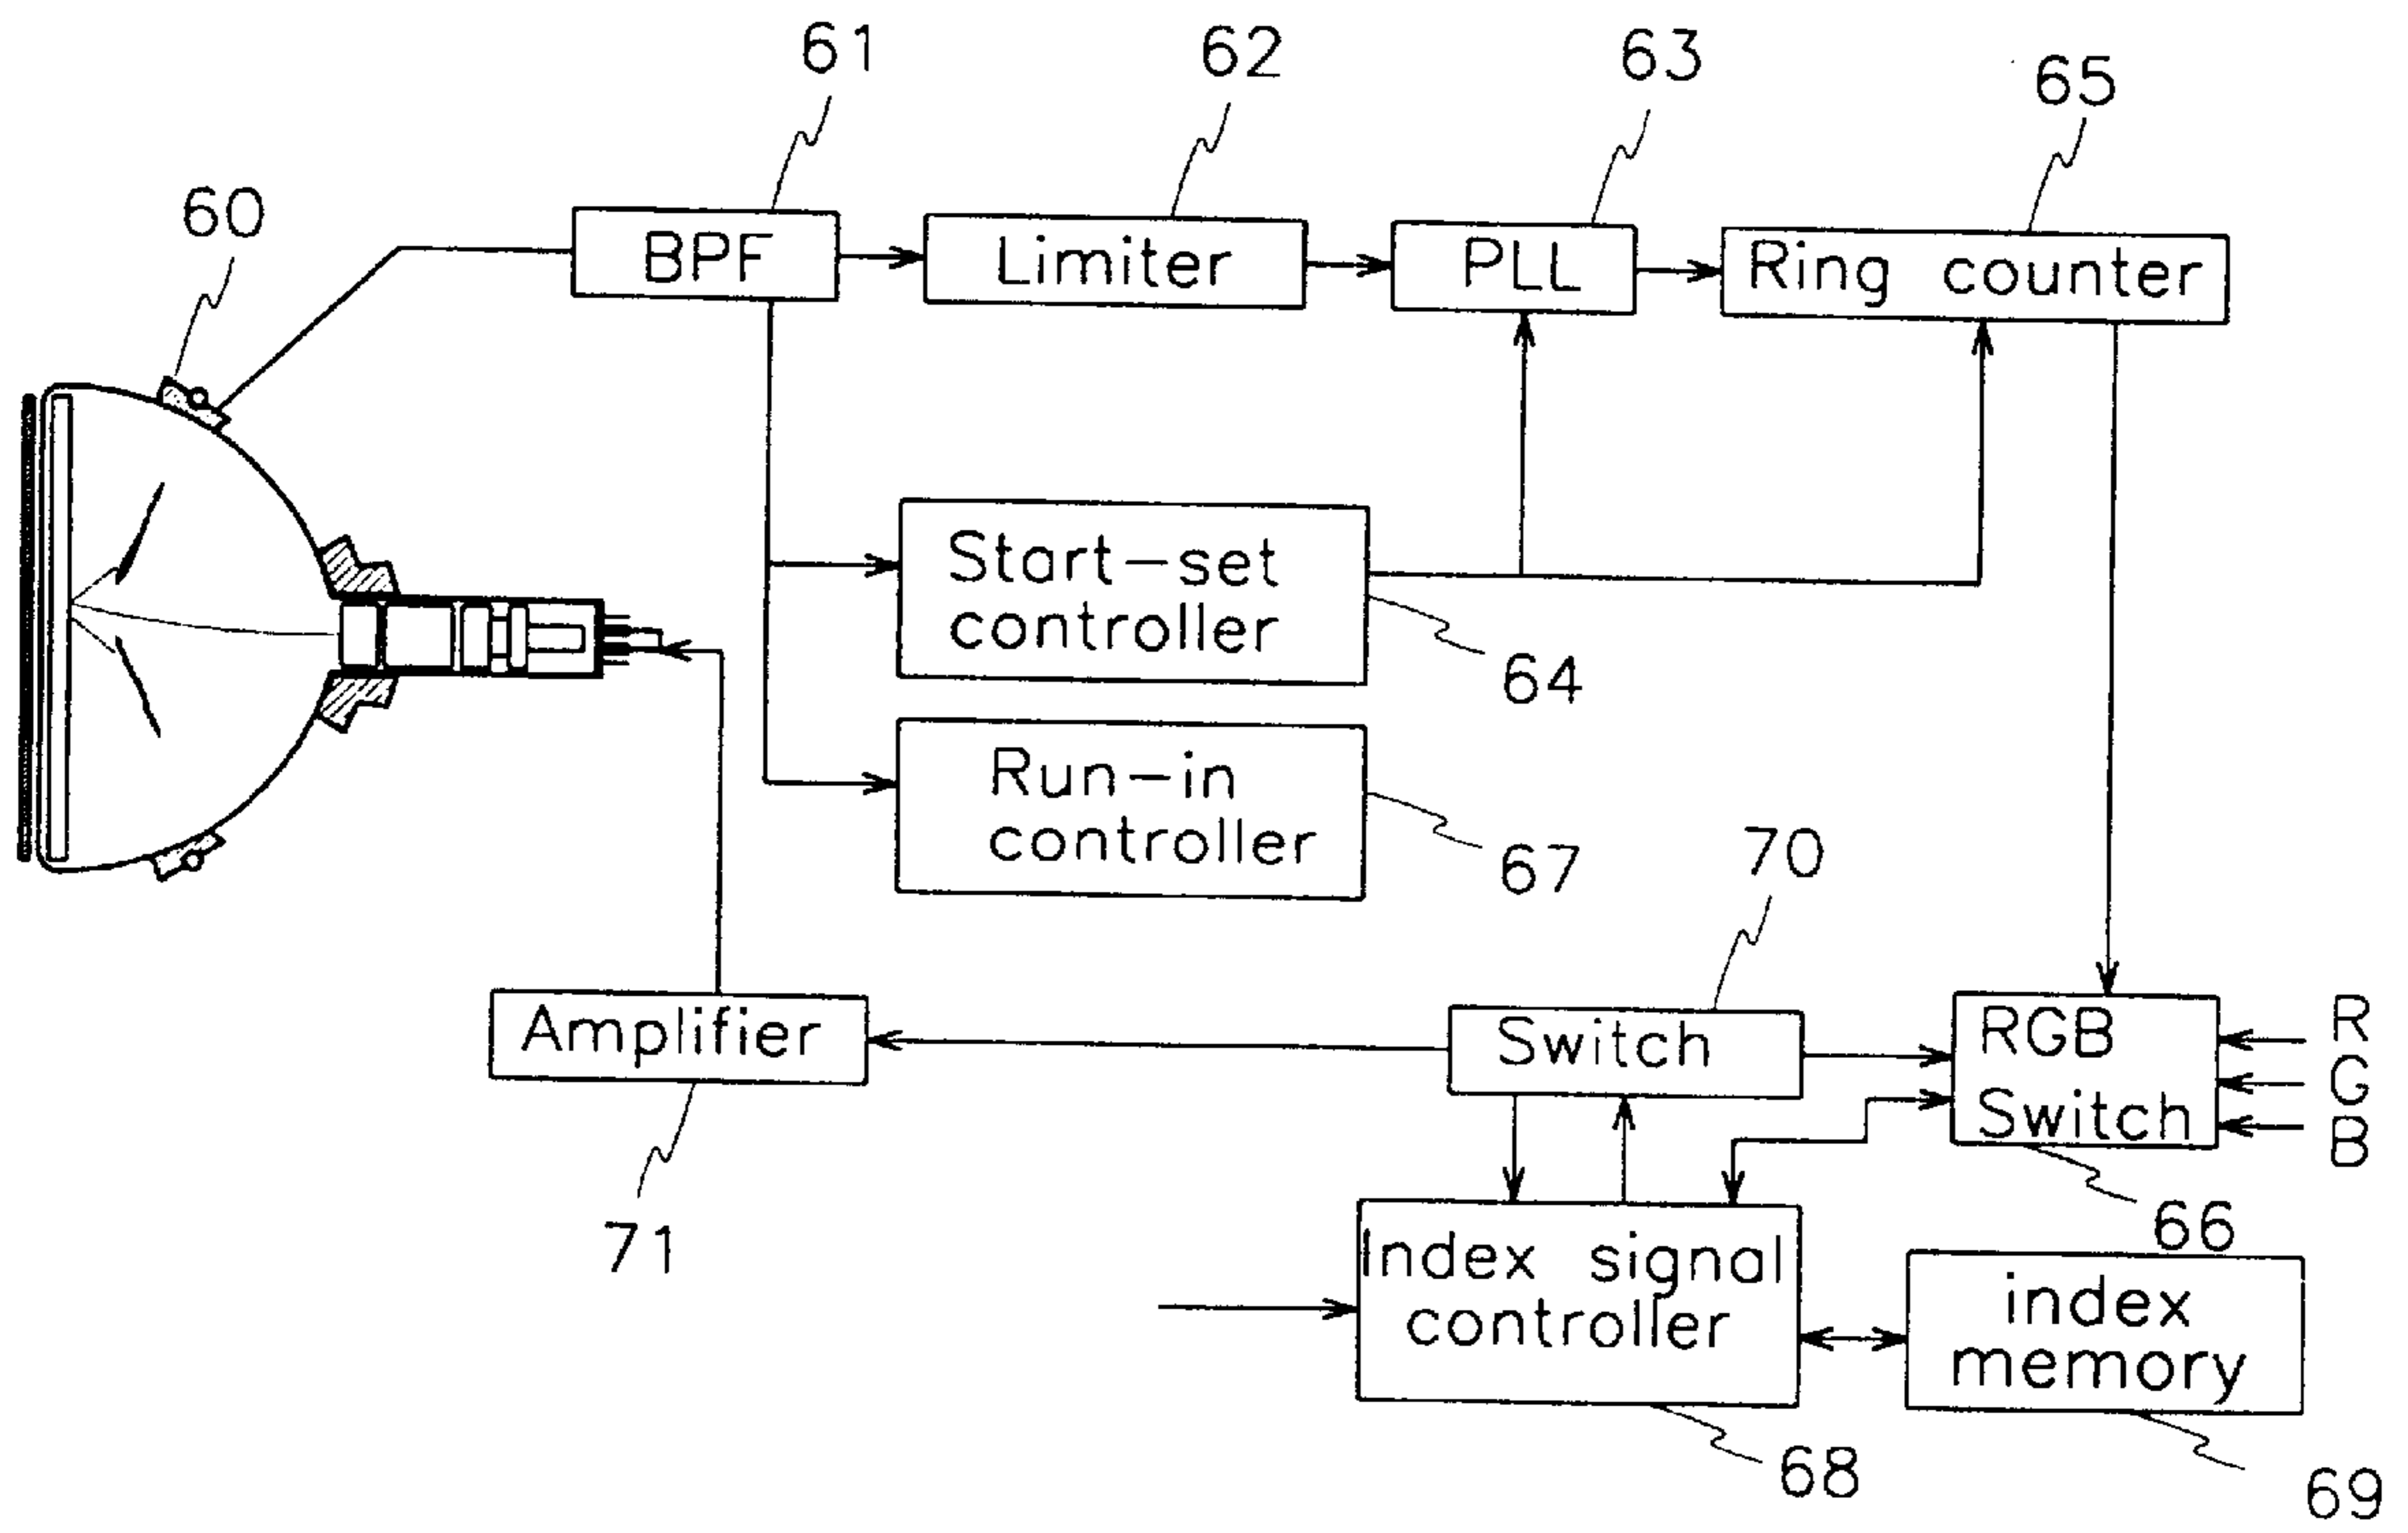 61
62
63
65
60
BPF
Limiter
PLL
Ring counter
Start-set
controller
64
Run-in
controller
67
70
Amplifier
71
Switch
RGB
Switch
R
G
B
66
Index signal
controller
68
index
memory
69